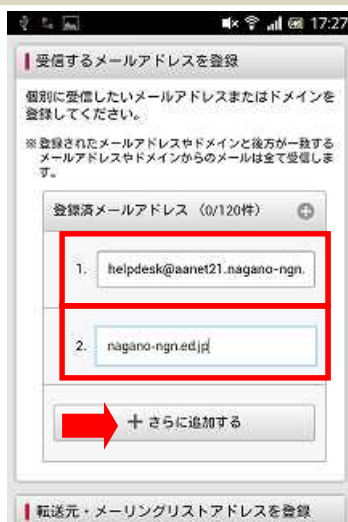 17:27
受信するメールアドレスを登録
個別に受信したいメールアドレスまたはドメインを
登録してください。
※登録されたメールアドレスやドメインと後方が一致する
メールアドレスやドメインからのメールは全て受信しま
す。
登録済メールアドレス（0/120件）
1. helpdesk@aanet21.nagano-ngn.
2. nagano-ngn.ed.jp
＋さらに追加する
転送元・メーリングリストアドレスを登録